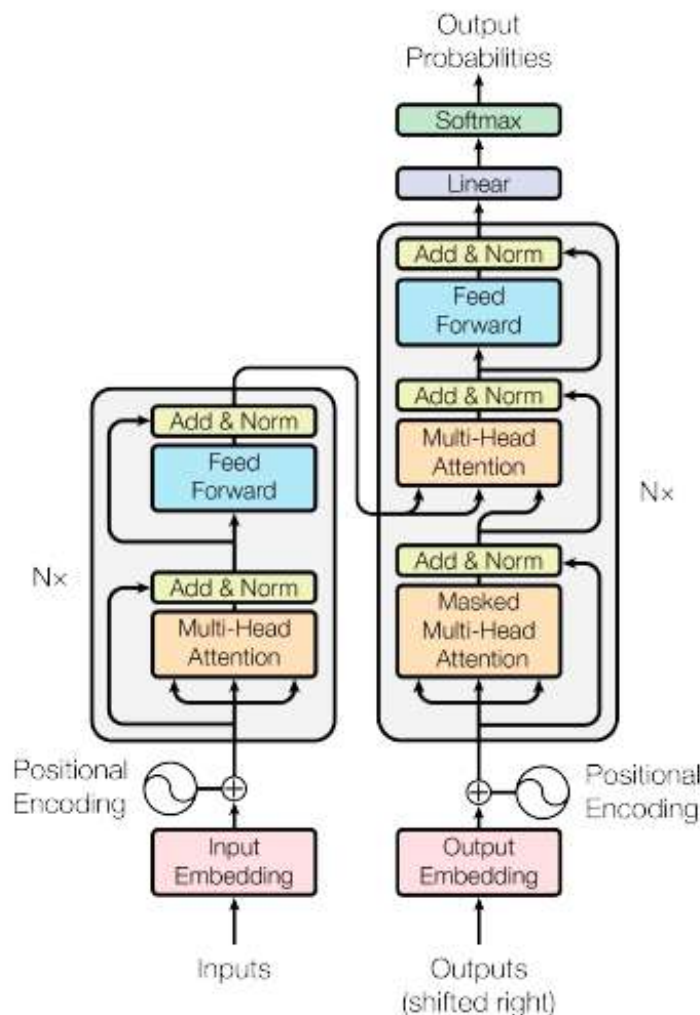 Output
Probabilities
Softmax
Linear
Add & Norm
Feed
Forward
Add & Norm
Multi-Head
Attention
Add & Norm
Masked
Multi-Head
Attention
Nx
Add & Norm
Feed
Forward
Add & Norm
Multi-Head
Attention
Nx
Positional
Encoding
Positional
Encoding
Input
Embedding
Output
Embedding
Inputs
Outputs
(shifted right)